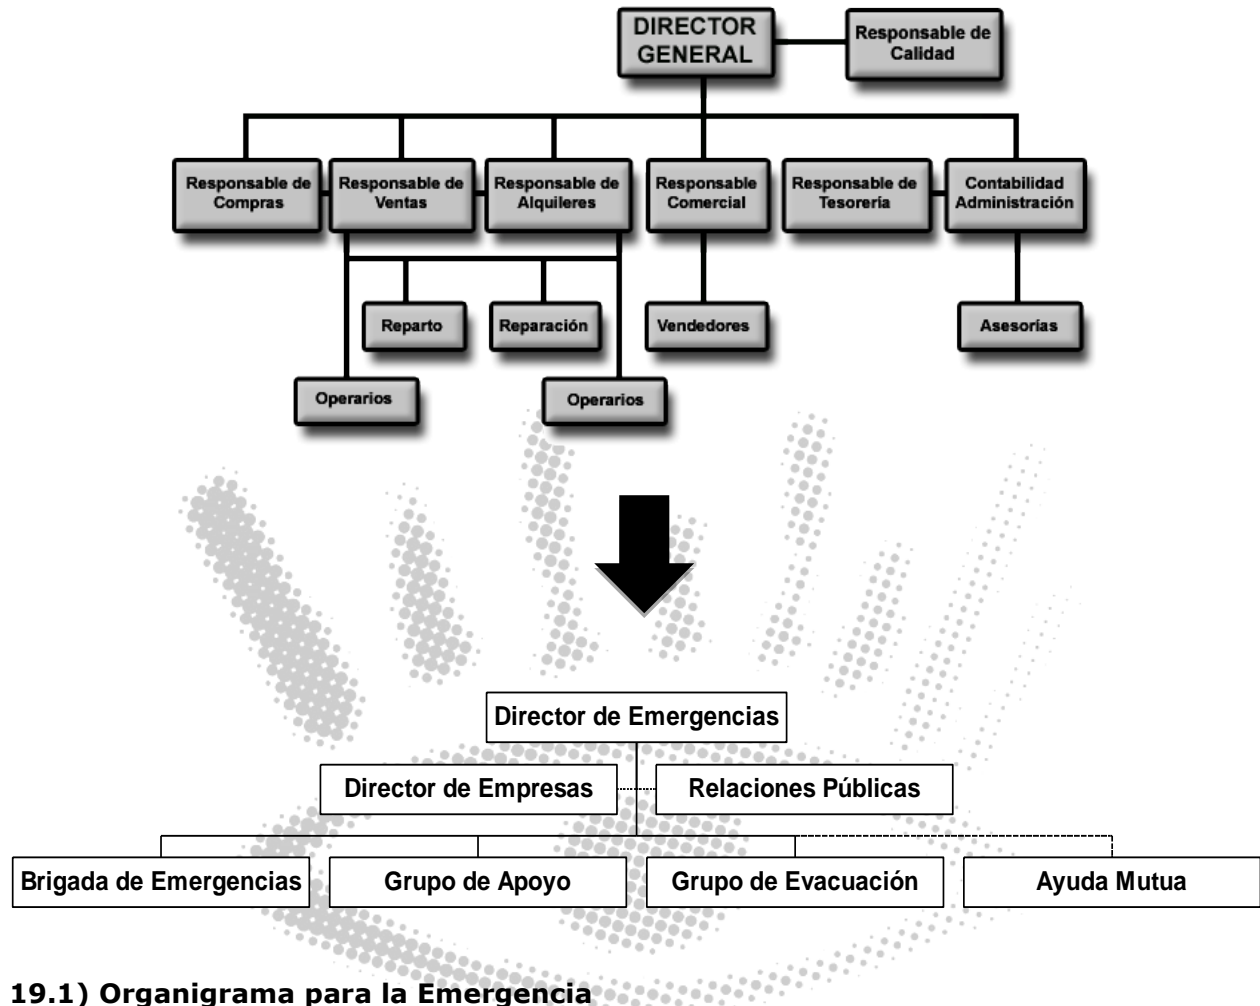 DIRECTOR
GENERAL
Responsable de
Calidad
Responsable de
Compras
Responsable de
Ventas
Responsable de
Alquileres
Responsable
Comercial
Responsable de
Tesorería
Contabilidad
Administración
Reparto
Reparación
Vendedores
Asesorías
Operarios
Operarios
Director de Emergencias
Director de Empresas
Relaciones Públicas
Brigada de Emergencias
Grupo de Apoyo
Grupo de Evacuación
Ayuda Mutua
19.1) Organigrama para la Emergencia